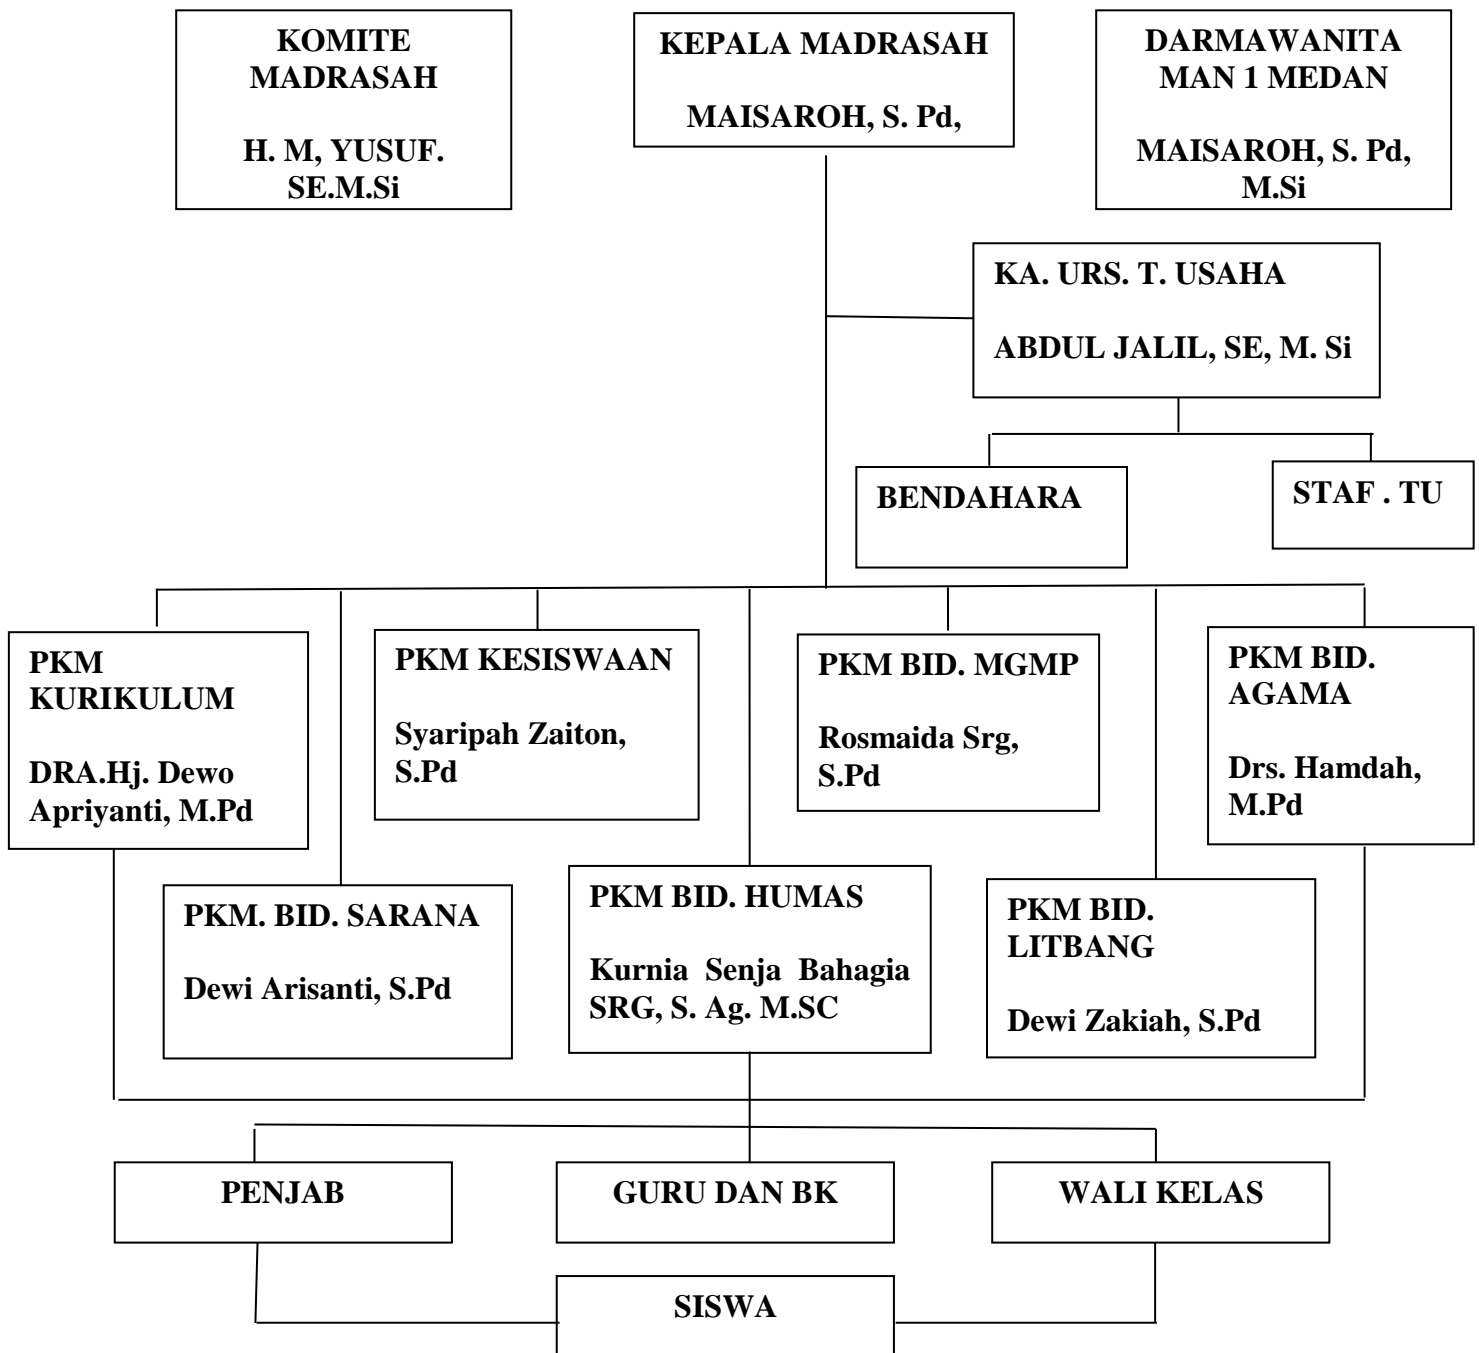 KOMITE
MADRASAH
H. M, YUSUF.
SE.M.Si
KEPALA MADRASAH
MAISAROH, S. Pd,
DARMAWANITA
MAN 1 MEDAN
MAISAROH, S. Pd,
M.Si
KA. URS. T. USAHA
ABDUL JALIL, SE, M. Si
BENDAHARA
STAF . TU
PKM
KURIKULUM
DRA.Hj. Dewo
Apriyanti, M.Pd
PKM KESISWAAN
Syaripah Zaiton,
S.Pd
PKM BID. MGMP
Rosmaida Srg,
S.Pd
PKM BID.
AGAMA
Drs. Hamdah,
M.Pd
PKM. BID. SARANA
Dewi Arisanti, S.Pd
PKM BID. HUMAS
Kurnia Senja Bahagia
SRG, S. Ag. M.SC
PKM BID.
LITBANG
Dewi Zakiah, S.Pd
PENJAB
GURU DAN BK
WALI KELAS
SISWA